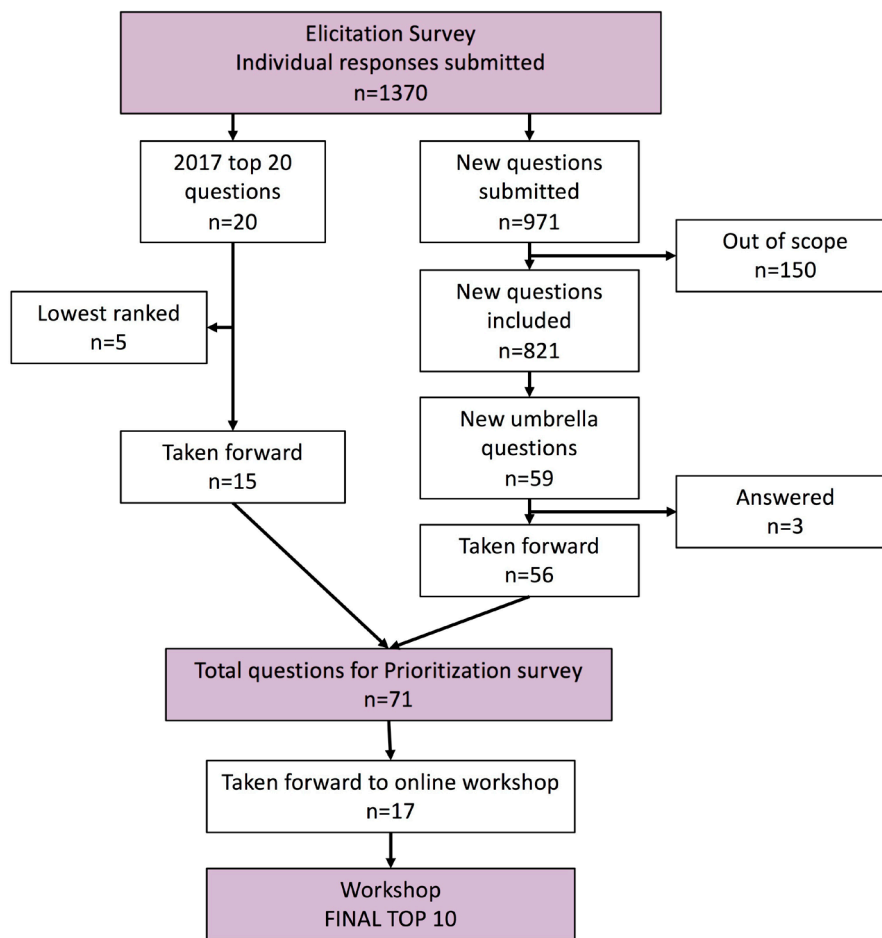 Elicitation Survey
Individual responses submitted
n=1370
2017 top 20
questions
n=20
New questions
submitted
n=971
Out of scope
n=150
Lowest ranked
n=5
New questions
included
n=821
Taken forward
n=15
New umbrella
questions
n=59
Answered
n=3
Taken forward
n=56
Total questions for Prioritization survey
n=71
Taken forward to online workshop
n=17
Workshop
FINAL TOP 10